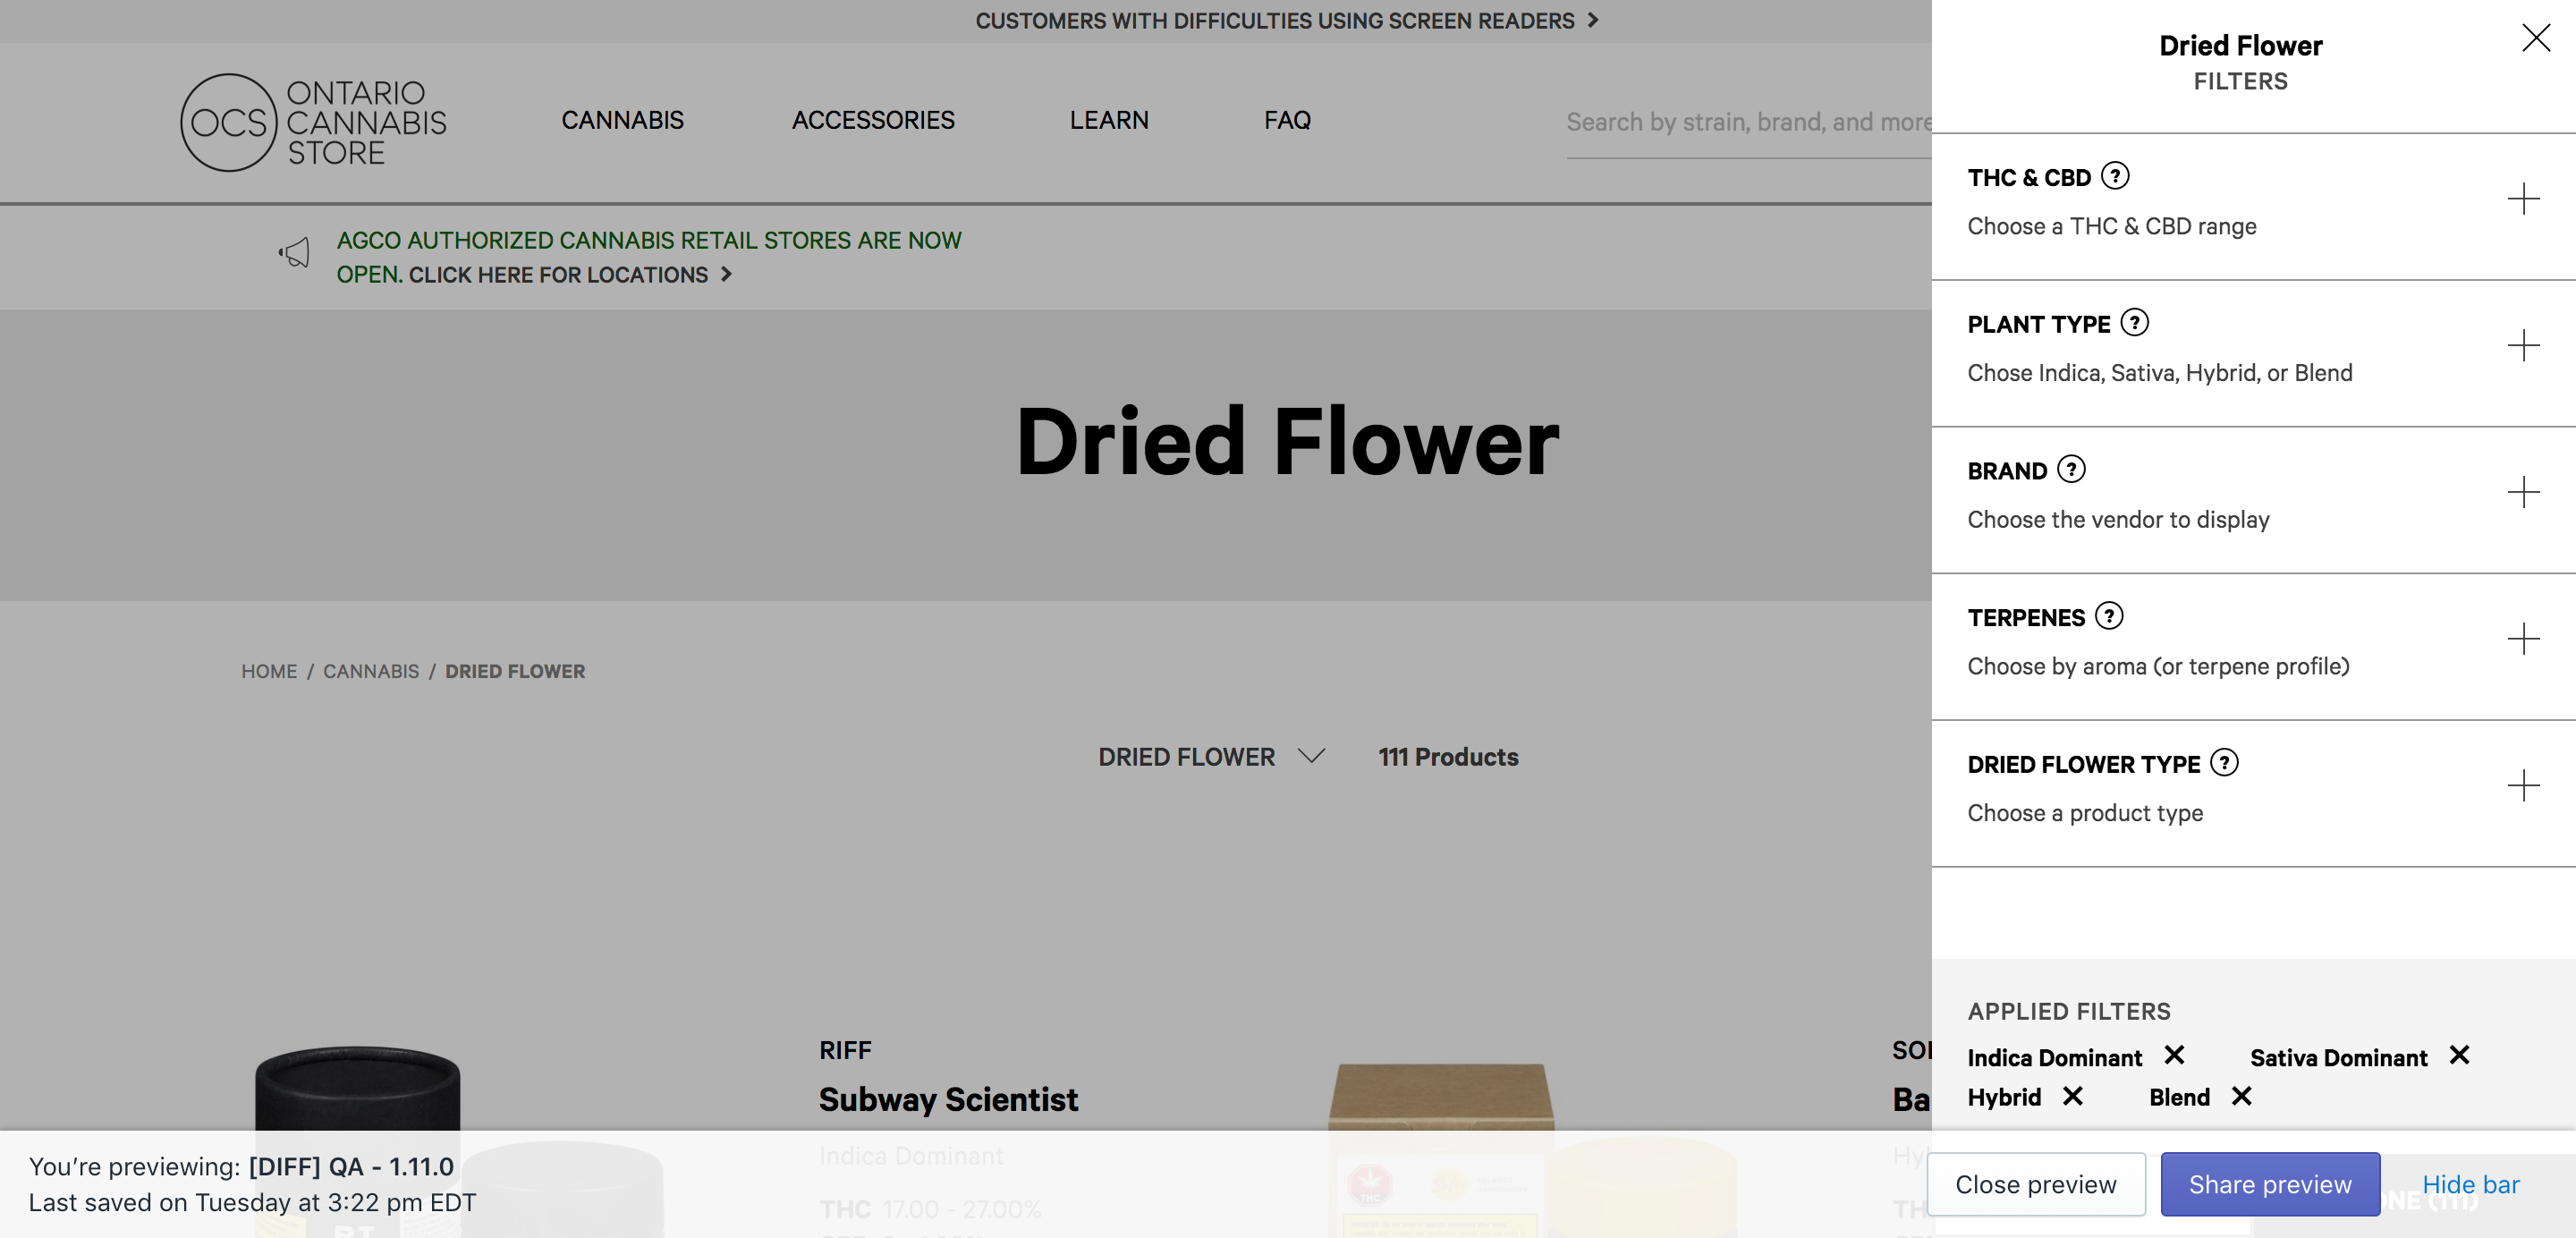 CUSTOMERS WITH DIFFICULTIES USING SCREEN READERS
OCS
ONTARIO
CANNABIS
STORE
CANNABIS
ACCESSORIES
LEARN
FAQ
Search by strain, brand, and more
AGCO AUTHORIZED CANNABIS RETAIL STORES ARE NOW
OPEN. CLICK HERE FOR LOCATIONS
Dried Flower
HOME / CANNABIS / DRIED FLOWER
DRIED FLOWER
111 Products
RIFF
Subway Scientist
Indica Dominant
THC 17.00 - 27.00%
Dried Flower
FILTERS
THC & CBD ?
Choose a THC & CBD range
PLANT TYPE ?
Chose Indica, Sativa, Hybrid, or Blend
BRAND ?
Choose the vendor to display
TERPENES ?
Choose by aroma (or terpene profile)
DRIED FLOWER TYPE ?
Choose a product type
APPLIED FILTERS
Indica Dominant
Sativa Dominant
Hybrid
Blend
You're previewing: [DIFF] QA - 1.11.0
Last saved on Tuesday at 3:22 pm EDT
Close preview
Share preview
Hide bar